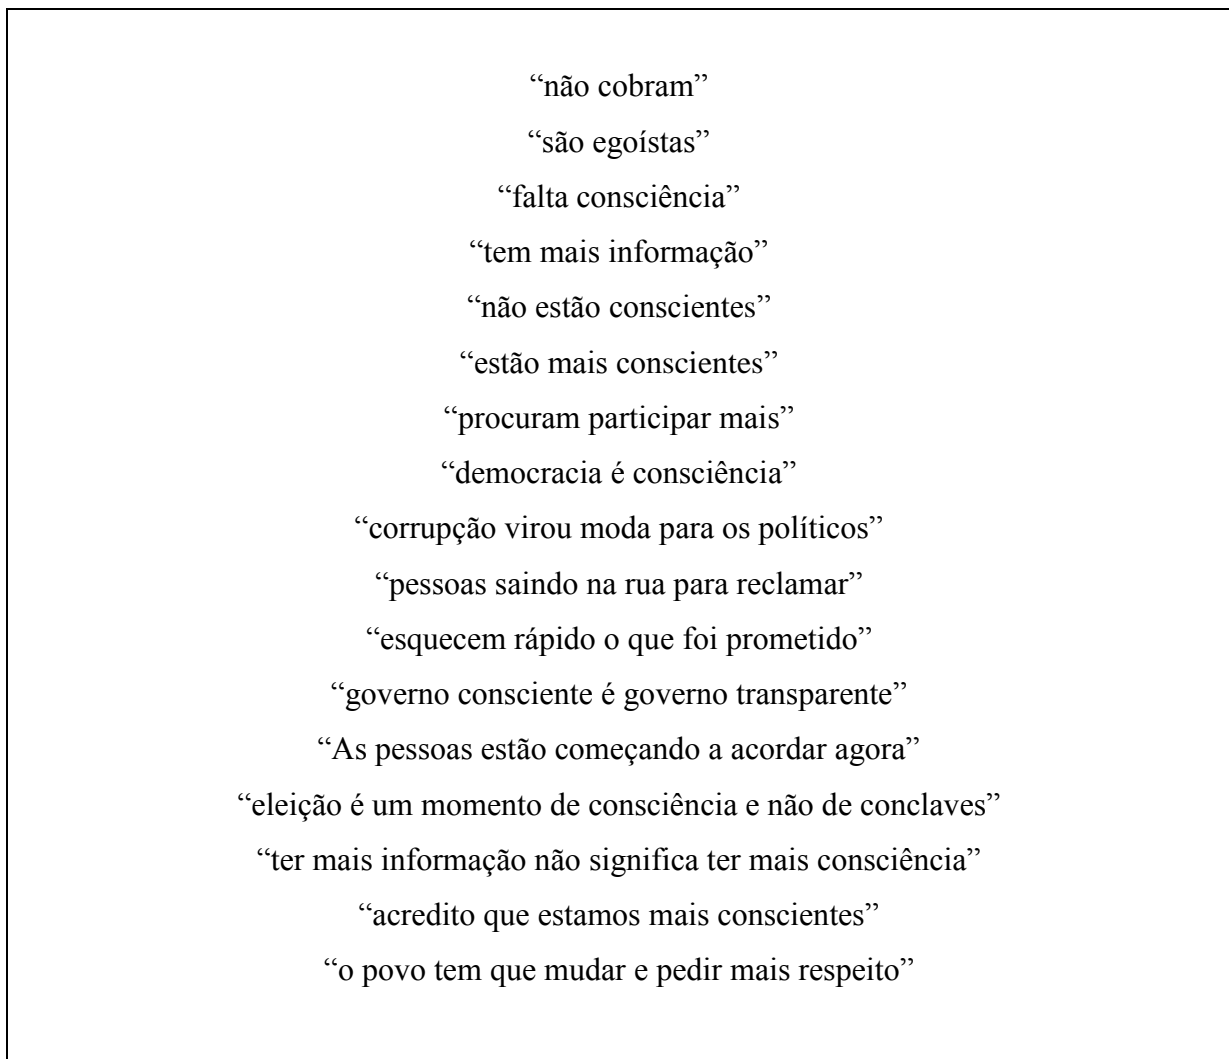 “não cobram”
“são egoístas”
“falta consciência”
“tem mais informação”
“não estão conscientes”
“estão mais conscientes”
“procuram participar mais”
“democracia é consciência”
“corrupção virou moda para os políticos”
“pessoas saindo na rua para reclamar”
“esquecem rápido o que foi prometido”
“governo consciente é governo transparente”
“As pessoas estão começando a acordar agora”
“eleição é um momento de consciência e não de conclaves”
“ter mais informação não significa ter mais consciência”
“acredito que estamos mais conscientes”
“o povo tem que mudar e pedir mais respeito”